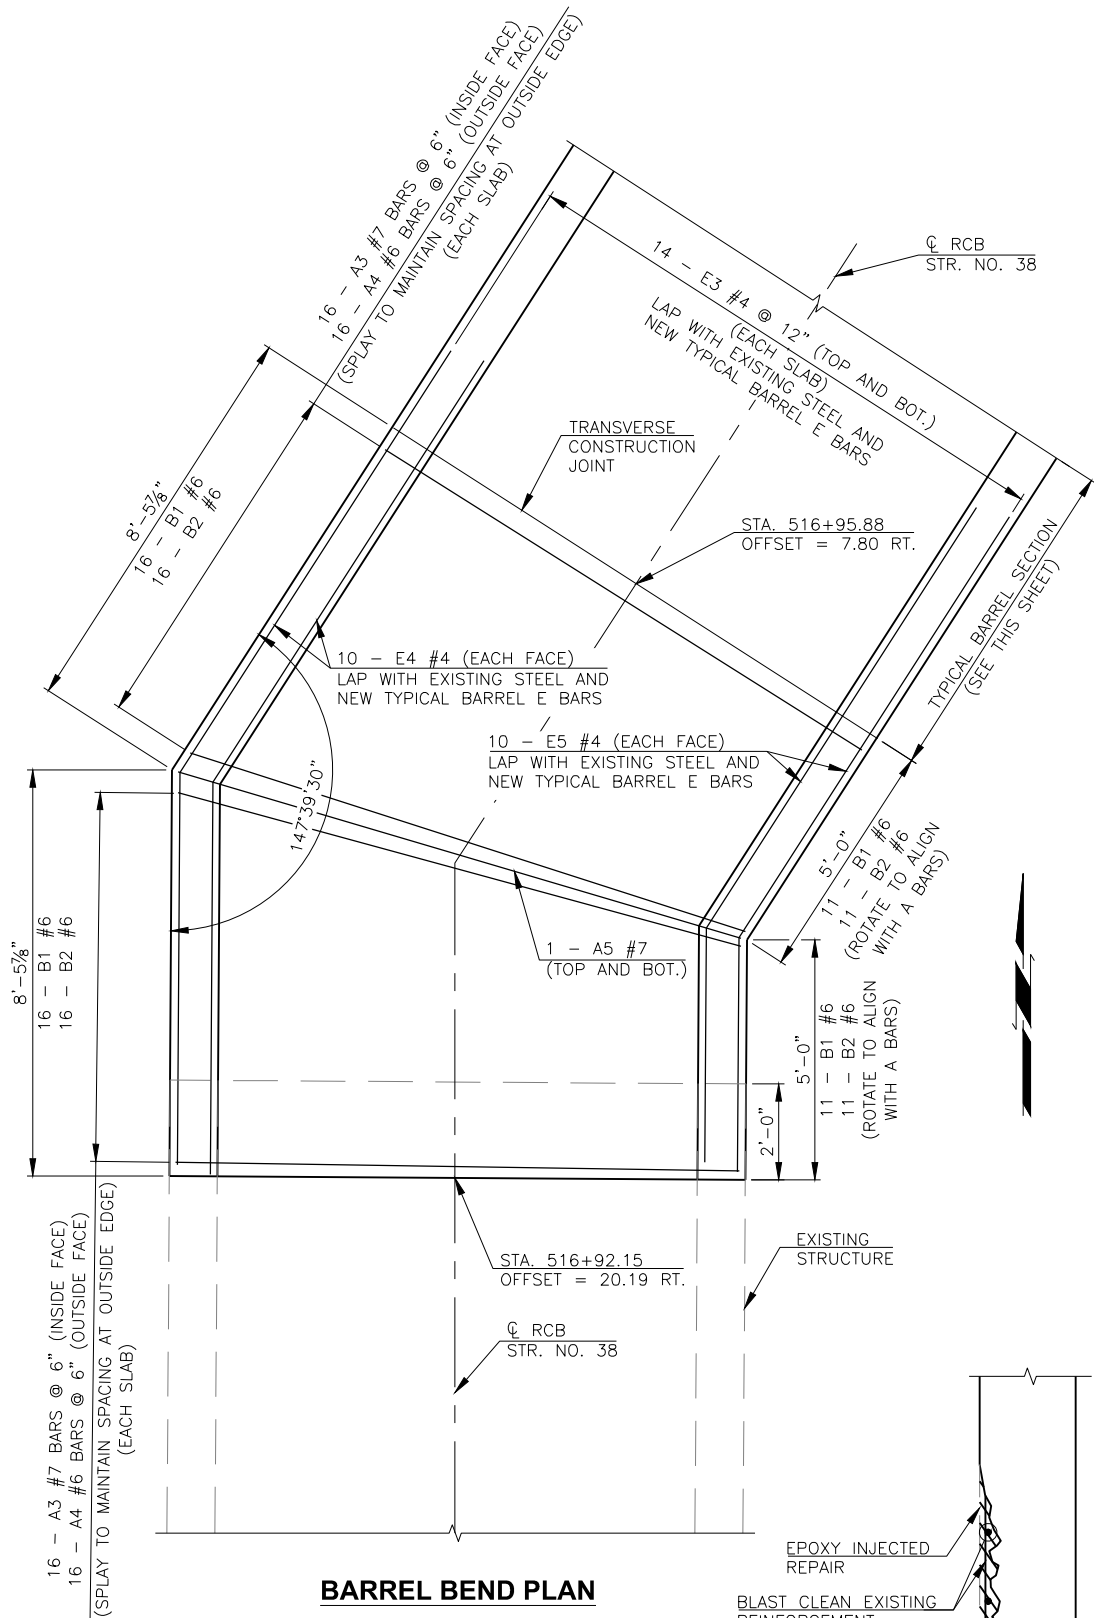 16 - A3 #7 BARS @ 6" (INSIDE FACE)
16 - A4 #6 BARS @ 6" (OUTSIDE FACE)
(SPLAY TO MAINTAIN SPACING AT OUTSIDE EDGE)
(EACH SLAB)
℄ RCB
STR. NO. 38
14 - E3 #4 @ 12" (TOP AND BOT.)
(EACH SLAB)
LAP WITH EXISTING STEEL AND
NEW TYPICAL BARREL E BARS
TRANSVERSE
CONSTRUCTION
JOINT
8'-5⅞"
16 - B1 #6
16 - B2 #6
STA. 516+95.88
OFFSET = 7.80 RT.
TYPICAL BARREL SECTION
(SEE THIS SHEET)
10 - E4 #4 (EACH FACE)
LAP WITH EXISTING STEEL AND
NEW TYPICAL BARREL E BARS
10 - E5 #4 (EACH FACE)
LAP WITH EXISTING STEEL AND
NEW TYPICAL BARREL E BARS
147°39'30"
5'-0"
11 - B1 #6
11 - B2 #6
(ROTATE TO ALIGN
WITH A BARS)
1 - A5 #7
(TOP AND BOT.)
8'-5⅞"
16 - B1 #6
16 - B2 #6
5'-0"
11 - B1 #6
11 - B2 #6
(ROTATE TO ALIGN
WITH A BARS)
2'-0"
16 - A3 #7 BARS @ 6" (INSIDE FACE)
16 - A4 #6 BARS @ 6" (OUTSIDE FACE)
(SPLAY TO MAINTAIN SPACING AT OUTSIDE EDGE)
(EACH SLAB)
STA. 516+92.15
OFFSET = 20.19 RT.
EXISTING
STRUCTURE
℄ RCB
STR. NO. 38
EPOXY INJECTED
REPAIR
BLAST CLEAN EXISTING
REINFORCEMENT
BARREL BEND PLAN